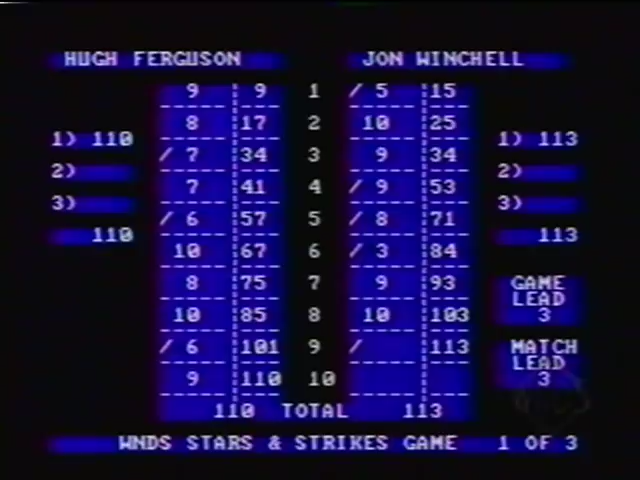 HUGH FERGUSON JON WINCHELL
9 9 1 / 5 15
8 17 2 10 25
1) 110 1) 113
/ 7 34 3 9 34
2) 2)
7 41 4 / 9 53
3) 3)
/ 6 57 5 / 8 71
110 113
10 67 6 / 3 84
8 75 7 9 93 GAME
LEAD
10 85 8 10 103 3
/ 6 101 9 / 113 MATCH
LEAD
9 110 10 3
110 TOTAL 113
WNDS STARS & STRIKES GAME 1 OF 3